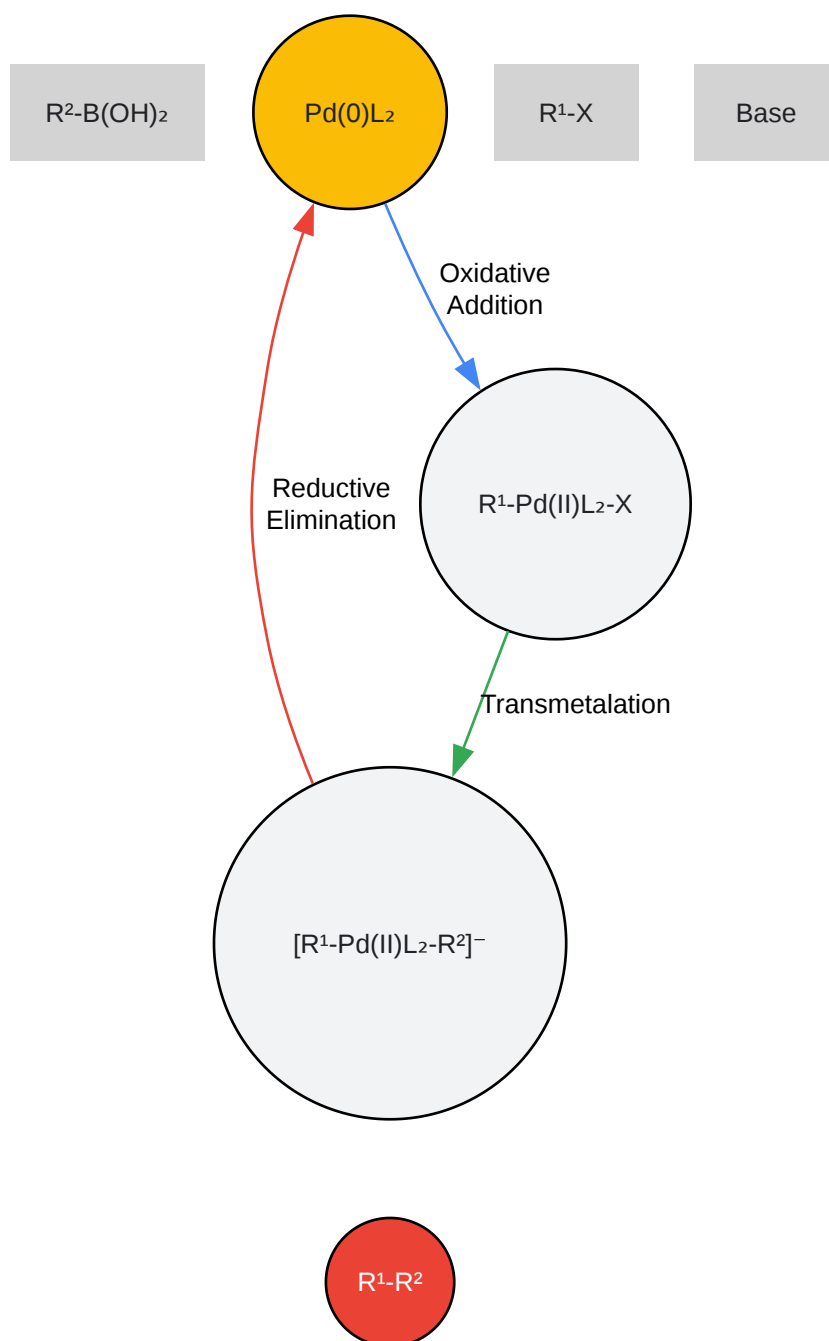 R²-B(OH)₂
Pd(0)L₂
R¹-X
Base
Oxidative
Addition
Reductive
Elimination
R¹-Pd(II)L₂-X
Transmetalation
[R¹-Pd(II)L₂-R²]⁻
R¹-R²